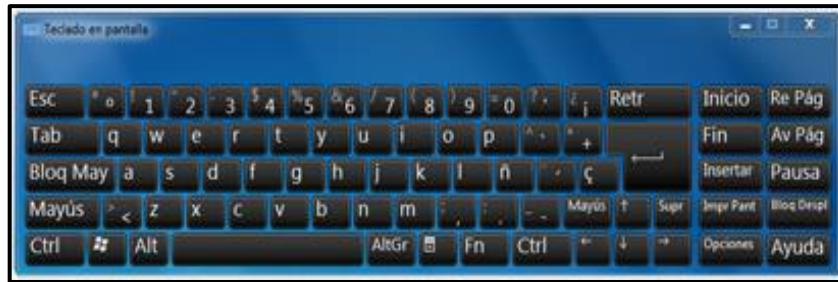 Teclado en pantalla
Esc º 1 2 3 $ 4 % 5 & 6 / 7 ( 8 ) 9 = 0 ? ' ¿ ¡ Retr Inicio Re Pág
Tab q w e r t y u i o p ^ ` * + Fin Av Pág
Bloq May a s d f g h j k l ñ ç Insertar Pausa
Mayús > < z x c v b n m ; , : . _ - Mayús ↑ Supr Impr Pant Bloq Despl
Ctrl Alt AltGr Fn Ctrl ← ↓ → Opciones Ayuda